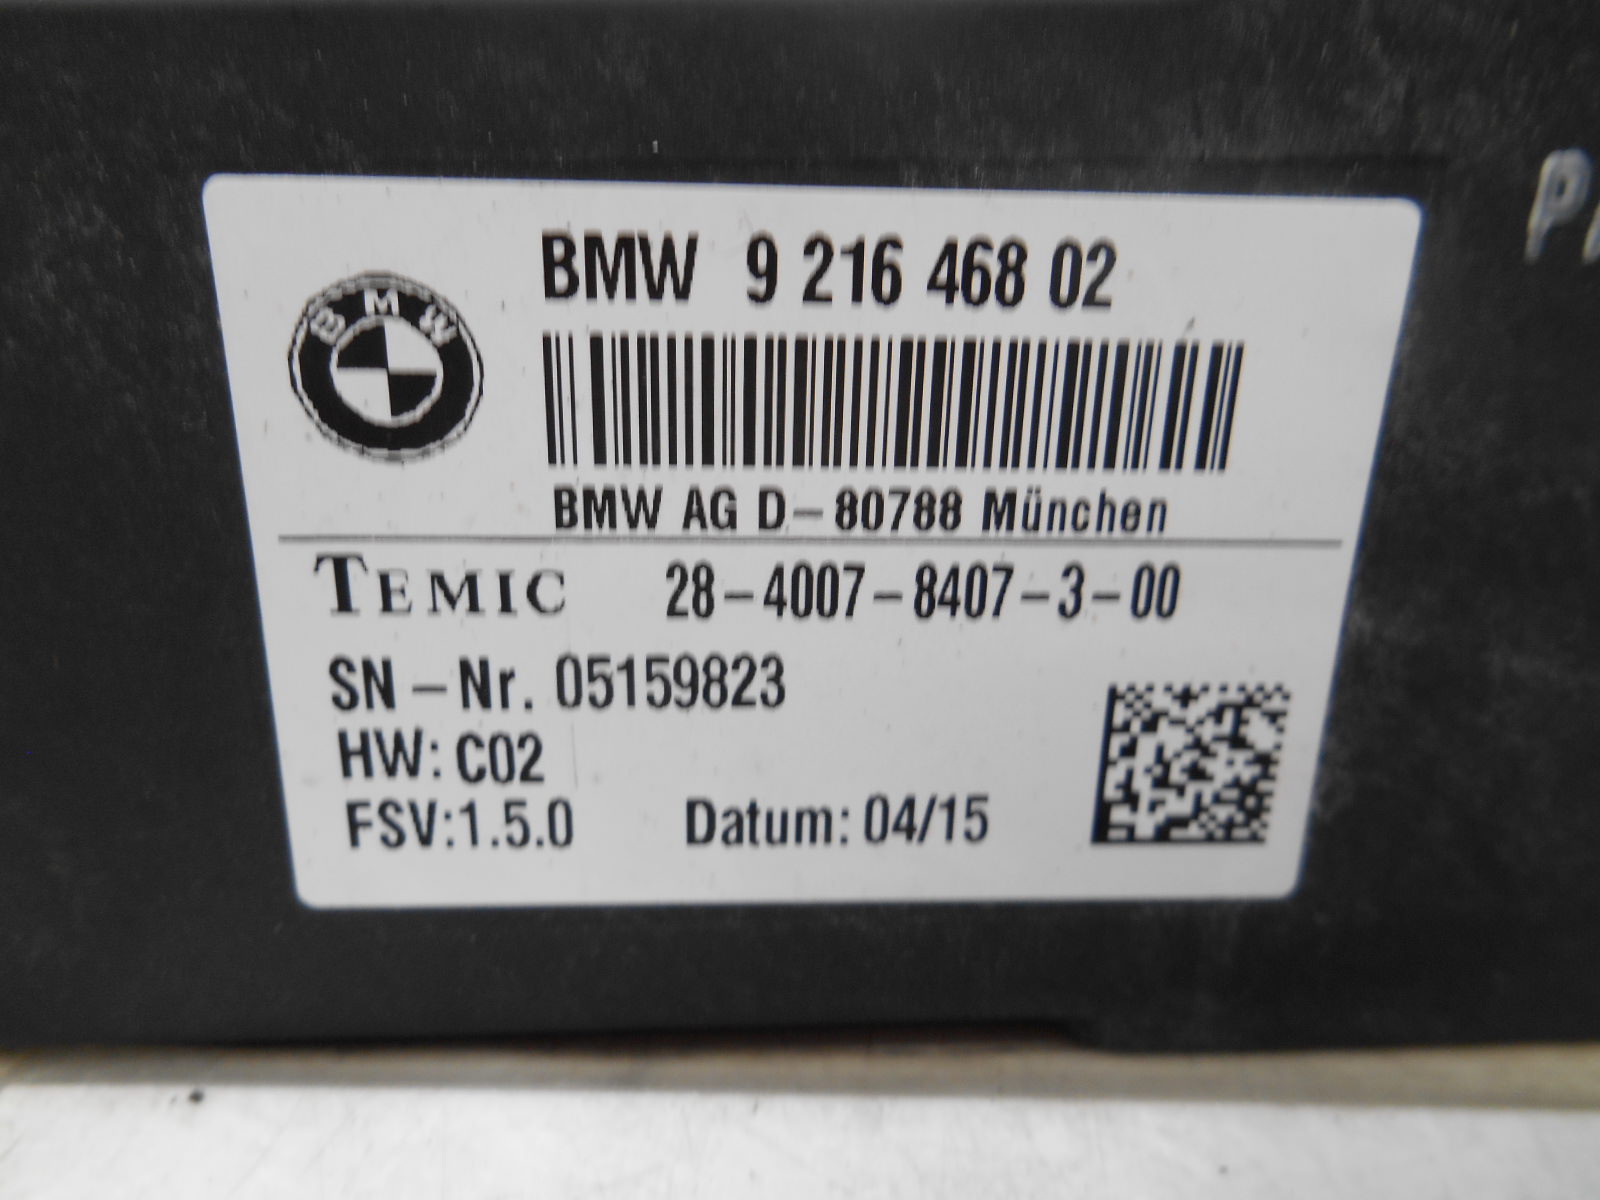 BMW 9 216 468 02
BMW
BMW AG D-80788 München
TEMIC 28-4007-8407-3-00
SN-Nr. 05159823
HW: C02
FSV:1.5.0 Datum: 04/15